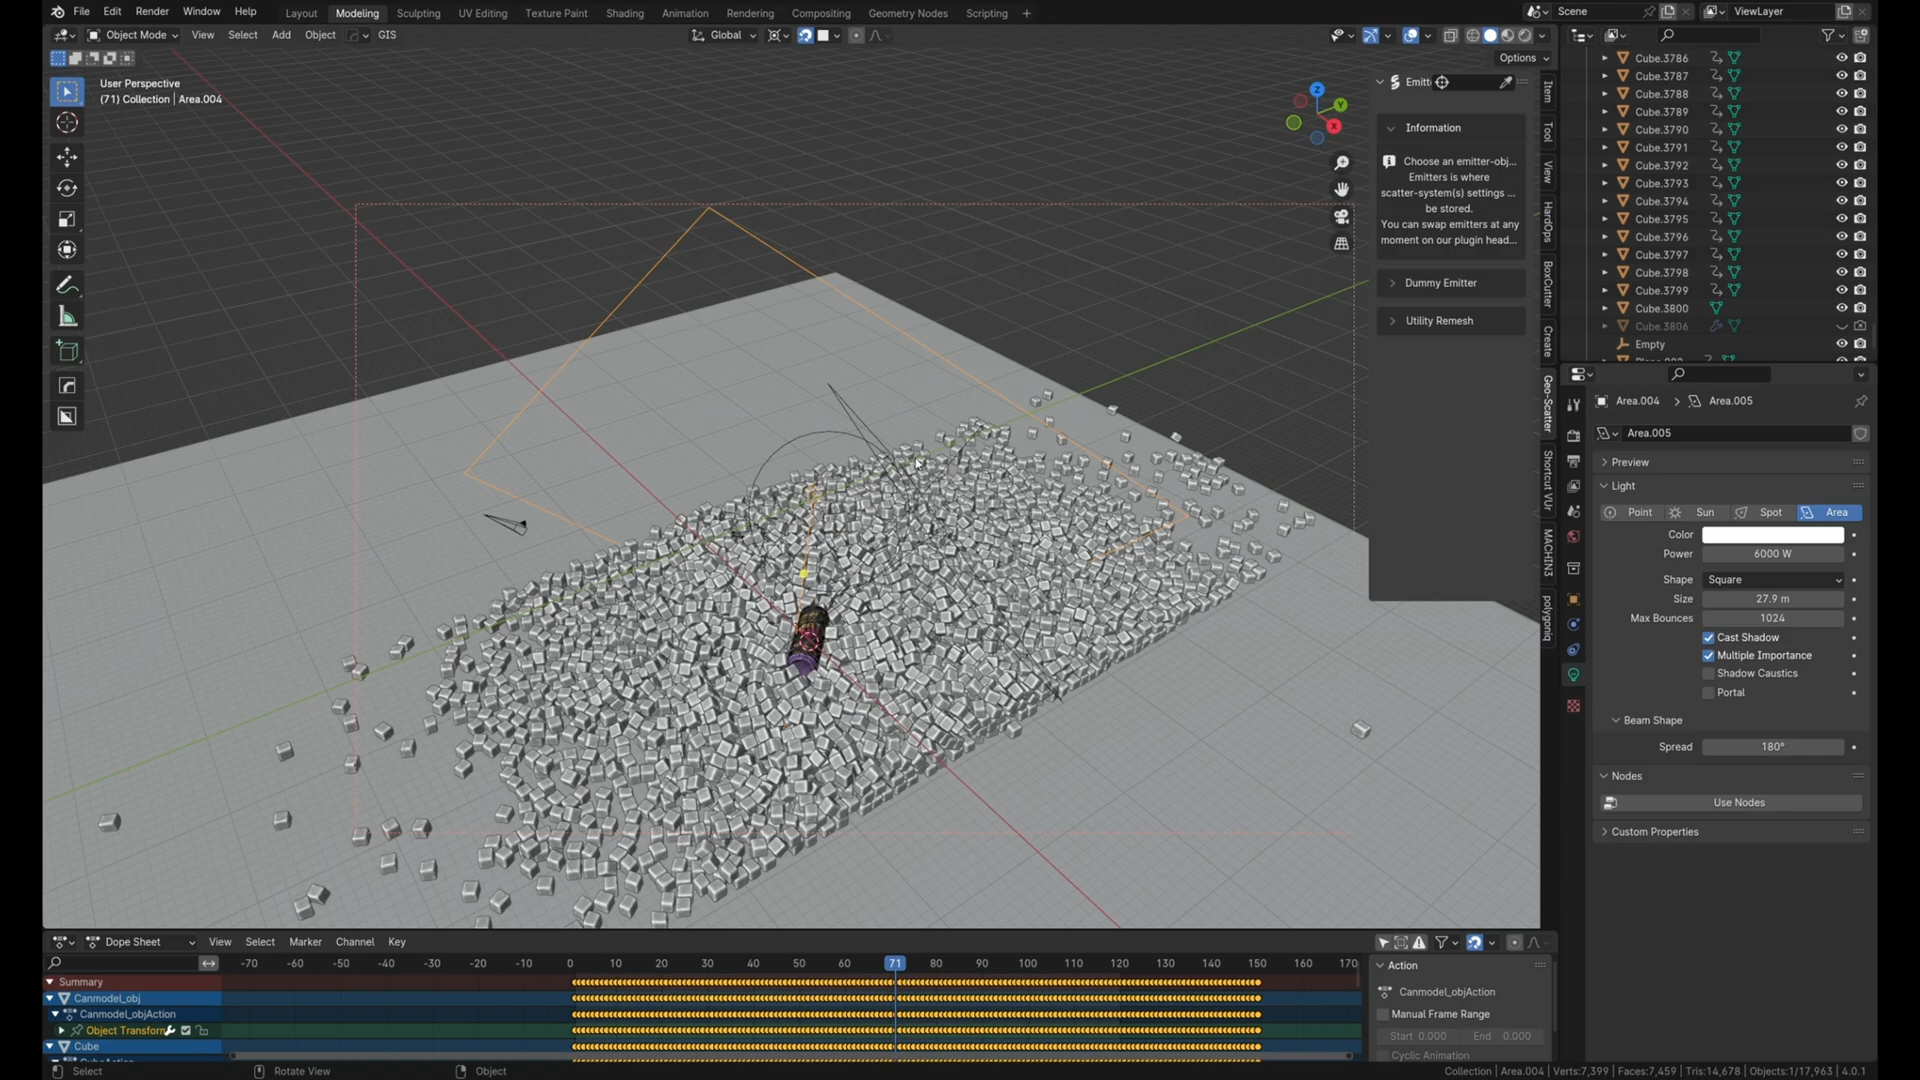 File Edit Render Window Help Layout Modeling Sculpting UV Editing Texture Paint Shading Animation Rendering Compositing Geometry Nodes Scripting + Scene ViewLayer
Object Mode View Select Add Object GIS Global
Options
User Perspective
(71) Collection | Area.004
Z
Y
X
Emitt
Information
Choose an emitter-obj...
Emitters is where
scatter-system(s) settings ...
be stored.
You can swap emitters at any
moment on our plugin head...
Dummy Emitter
Utility Remesh
Item
Tool
View
HardOps
BoxCutter
Create
Geo-Scatter
Shortcut VUr
MACHIN3
polygoniq
Cube.3786
Cube.3787
Cube.3788
Cube.3789
Cube.3790
Cube.3791
Cube.3792
Cube.3793
Cube.3794
Cube.3795
Cube.3796
Cube.3797
Cube.3798
Cube.3799
Cube.3800
Cube.3806
Empty
Area.004 > Area.005
Area.005
Preview
Light
Point Sun Spot Area
Color
Power 6000 W
Shape Square
Size 27.9 m
Max Bounces 1024
Cast Shadow
Multiple Importance
Shadow Caustics
Portal
Beam Shape
Spread 180°
Nodes
Use Nodes
Custom Properties
Dope Sheet View Select Marker Channel Key
-70 -60 -50 -40 -30 -20 -10 0 10 20 30 40 50 60 71 80 90 100 110 120 130 140 150 160 170
Summary
Canmodel_obj
Canmodel_objAction
Object Transform
Cube
Action
Canmodel_objAction
Manual Frame Range
Start 0.000 End 0.000
Cyclic Animation
Select Rotate View Object Collection | Area.004 | Verts:7,399 | Faces:7,459 | Tris:14,678 | Objects:1/17,963 | 4.0.1